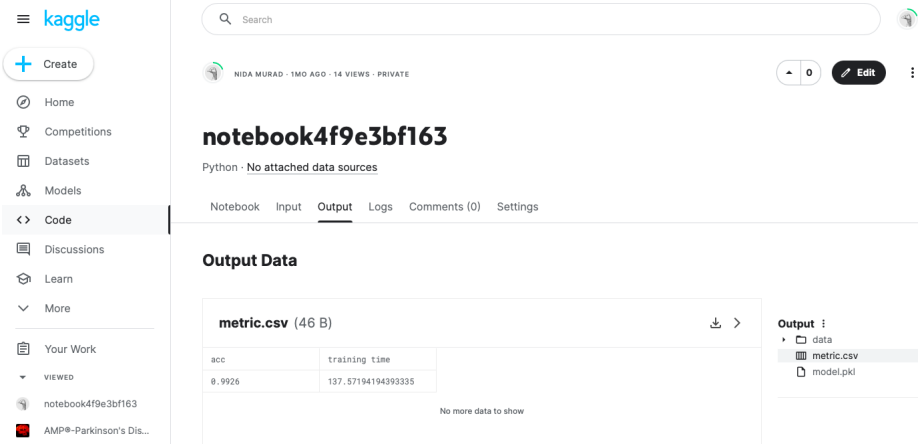 kaggle
Search
Create
NIDA MURAD · 1MO AGO · 14 VIEWS · PRIVATE
0
Edit
Home
Competitions
Datasets
Models
Code
Discussions
Learn
More
Your Work
VIEWED
notebook4f9e3bf163
AMP®-Parkinson's Dis...
notebook4f9e3bf163
Python · No attached data sources
Notebook Input Output Logs Comments (0) Settings
Output Data
metric.csv (46 B)
acc training time
0.9926 137.57194194393335
No more data to show
Output
data
metric.csv
model.pkl